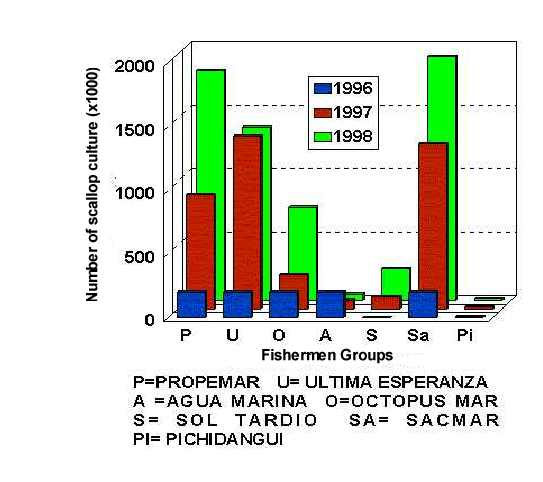 Number of scallop culture (x1000)
2000
1500
1000
500
0
1996
1997
1998
P U O A S Sa Pi
Fishermen Groups
P=PROPEMAR U= ULTIMA ESPERANZA
A =AGUA MARINA O=OCTOPUS MAR
S= SOL TARDIO SA= SACMAR
PI= PICHIDANGUI